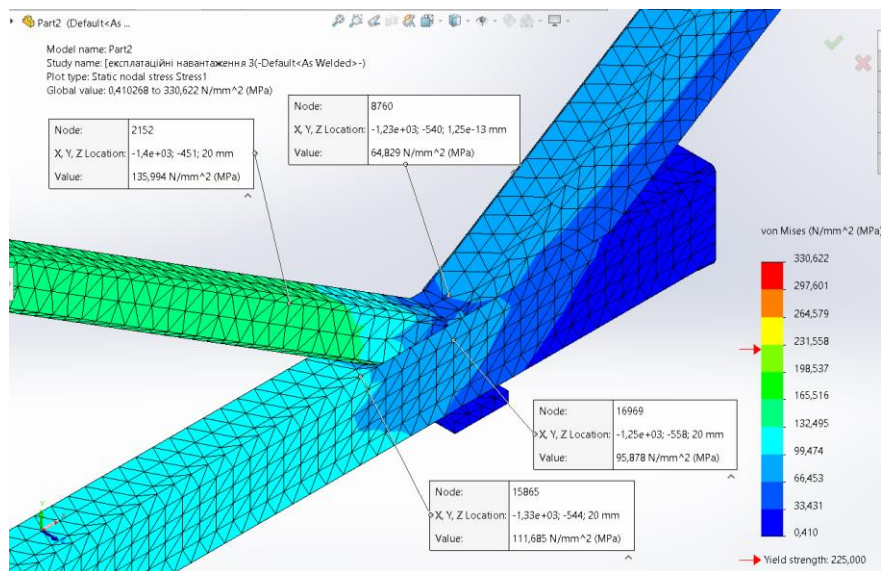 Part2 (Default<As ...
Model name: Part2
Study name: [експлатаційні навантаження 3(-Default<As Welded>-)
Plot type: Static nodal stress Stress1
Global value: 0,410268 to 330,622 N/mm^2 (MPa)
Node: 2152
X, Y, Z Location: -1,4e+03; -451; 20 mm
Value: 135,994 N/mm^2 (MPa)
Node: 8760
X, Y, Z Location: -1,23e+03; -540; 1,25e-13 mm
Value: 64,829 N/mm^2 (MPa)
von Mises (N/mm^2 (MPa)
330,622
297,601
264,579
231,558
198,537
165,516
132,495
99,474
66,453
33,431
0,410
Yield strength: 225,000
Node: 16969
X, Y, Z Location: -1,25e+03; -558; 20 mm
Value: 95,878 N/mm^2 (MPa)
Node: 15865
X, Y, Z Location: -1,33e+03; -544; 20 mm
Value: 111,685 N/mm^2 (MPa)
Y